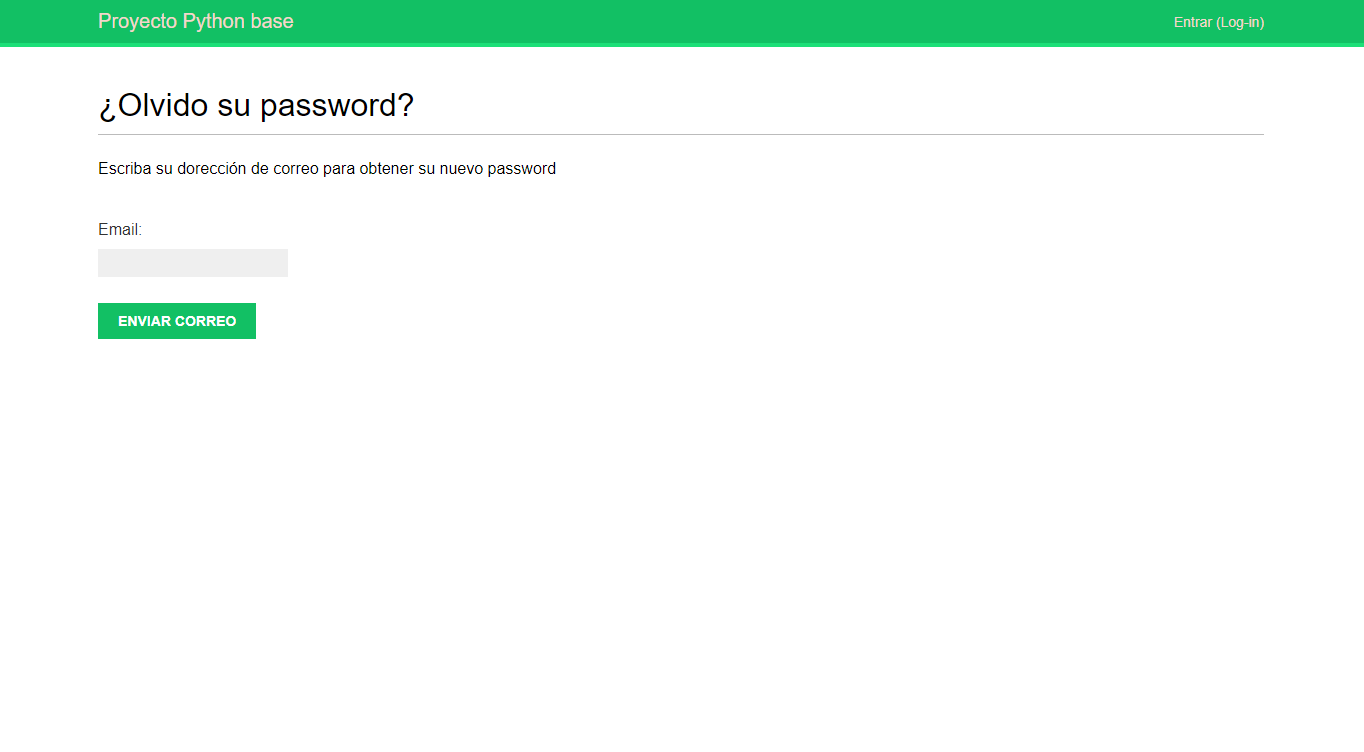 Proyecto Python base
Entrar (Log-in)
¿Olvido su password?
Escriba su dorección de correo para obtener su nuevo password
Email:
ENVIAR CORREO